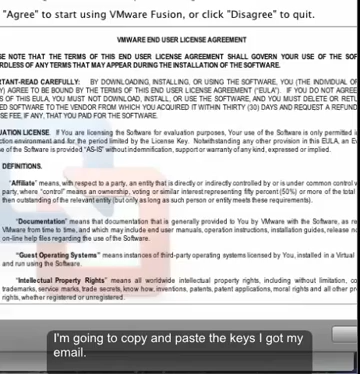 "Agree" to start using VMware Fusion, or click "Disagree" to quit.
VMWARE END USER LICENSE AGREEMENT
SE NOTE THAT THE TERMS OF THIS END USER LICENSE AGREEMENT SHALL GOVERN YOUR USE OF THE SOF
RDLESS OF ANY TERMS THAT MAY APPEAR DURING THE INSTALLATION OF THE SOFTWARE.
RTANT-READ CAREFULLY: BY DOWNLOADING, INSTALLING, OR USING THE SOFTWARE, YOU (THE INDIVIDUAL OR
Y) AGREE TO BE BOUND BY THE TERMS OF THIS END USER LICENSE AGREEMENT ("EULA"). IF YOU DO NOT AGREE
S OF THIS EULA, YOU MUST NOT DOWNLOAD, INSTALL, OR USE THE SOFTWARE, AND YOU MUST DELETE OR RETU
ED SOFTWARE TO THE VENDOR FROM WHICH YOU ACQUIRED IT WITHIN THIRTY (30) DAYS AND REQUEST A REFUND
SE FEE, IF ANY, THAT YOU PAID FOR THE SOFTWARE.
UATION LICENSE. If You are licensing the Software for evaluation purposes, Your use of the Software is only permitted i
ction environment and for the period limited by the License Key. Notwithstanding any other provision in this EULA, an Ev
e of the Software is provided "AS-IS" without indemnification, support or warranty of any kind, expressed or implied.
DEFINITIONS.
"Affiliate" means, with respect to a party, an entity that is directly or indirectly controlled by or is under common control w
party, where "control" means an ownership, voting or similar interest representing fifty percent (50%) or more of the total
then outstanding of the relevant entity (but only as long as such person or entity meets these requirements).
"Documentation" means that documentation that is generally provided to You by VMware with the Software, as re
VMware from time to time, and which may include end user manuals, operation instructions, installation guides, release no
on-line help files regarding the use of the Software.
"Guest Operating Systems" means instances of third-party operating systems licensed by You, installed in a Virtual
and run using the Software.
"Intellectual Property Rights" means all worldwide intellectual property rights, including without limitation, co
trademarks, service marks, trade secrets, know how, inventions, patents, patent applications, moral rights and all other pr
rights, whether registered or unregistered.
I'm going to copy and paste the keys I got my
email.